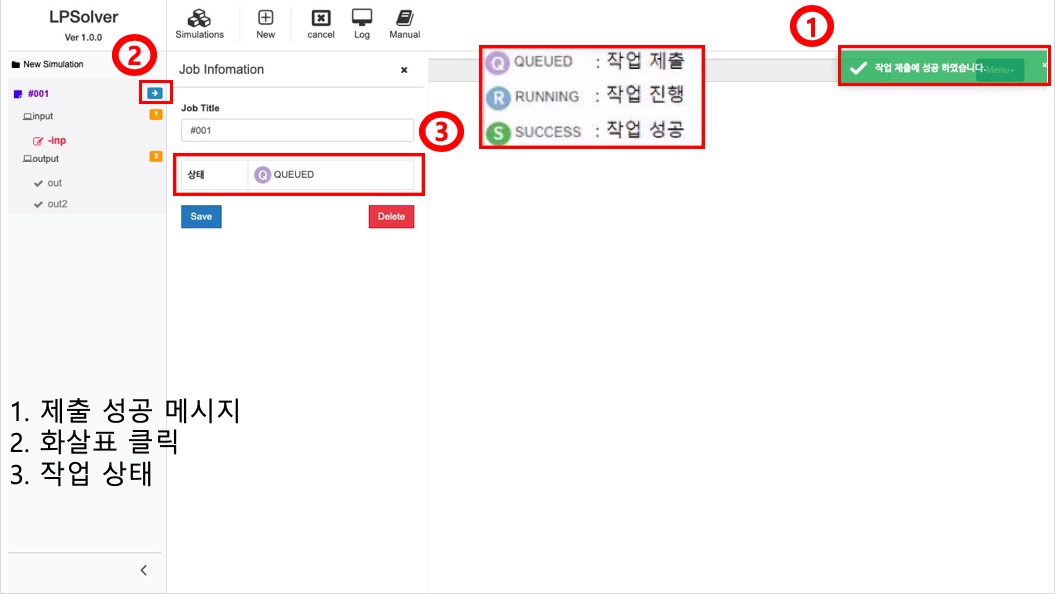 LPSolver
Ver 1.0.0
Simulations
New
cancel
Log
Manual
1
2
New Simulation
Job Infomation
×
Q QUEUED : 작업 제출
R RUNNING : 작업 진행
S SUCCESS : 작업 성공
작업 제출에 성공 하였습니다.
Menu
×
#001
input 1
-inp
output 2
out
out2
Job Title
#001
3
상태 Q QUEUED
Save
Delete
1. 제출 성공 메시지
2. 화살표 클릭
3. 작업 상태